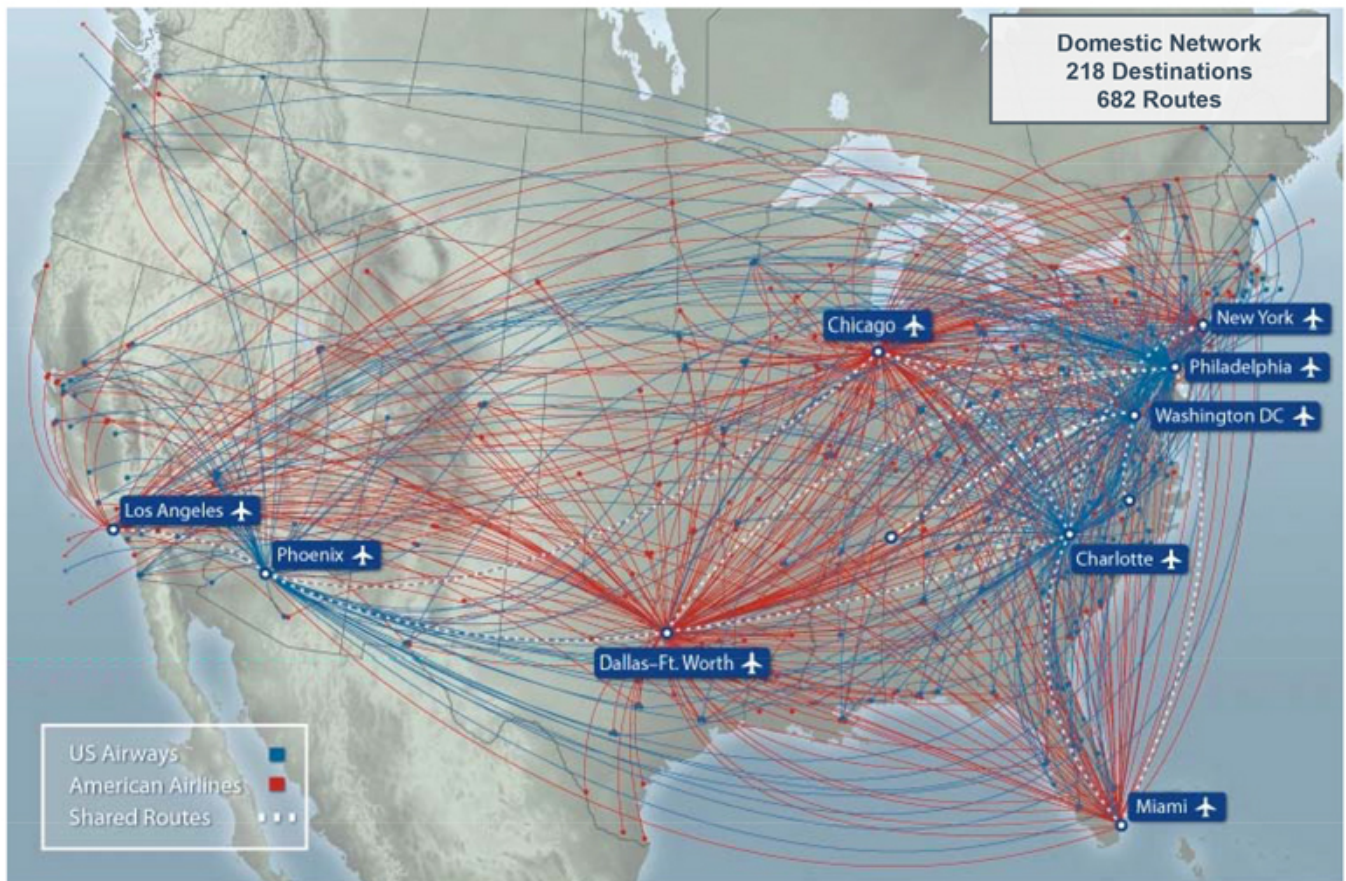 Domestic Network
218 Destinations
682 Routes
Chicago
New York
Philadelphia
Washington DC
Los Angeles
Phoenix
Charlotte
Dallas–Ft. Worth
US Airways
American Airlines
Shared Routes
Miami